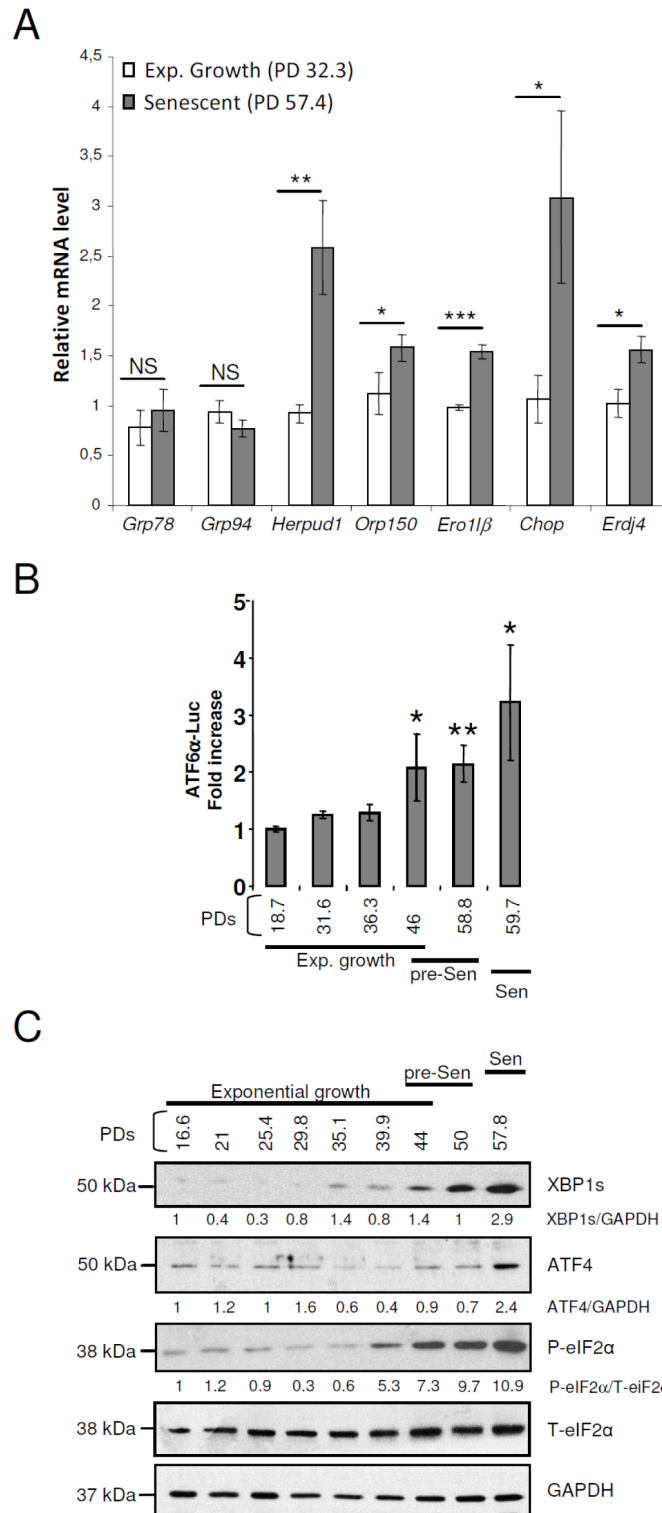 A
4,5
4
3,5
3
2,5
2
1,5
1
0,5
0
Relative mRNA level
Exp. Growth (PD 32.3)
Senescent (PD 57.4)
NS
NS
**
*
***
*
*
Grp78 Grp94 Herpud1 Orp150 Ero1lβ Chop Erdj4
B
5
4
3
2
1
0
ATF6α-Luc
Fold increase
*
**
*
PDs 18.7 31.6 36.3 46 58.8 59.7
Exp. growth
pre-Sen
Sen
C
Sen
pre-Sen
Exponential growth
PDs 16.6 21 25.4 29.8 35.1 39.9 44 50 57.8
50 kDa XBP1s
1 0.4 0.3 0.8 1.4 0.8 1.4 1 2.9 XBP1s/GAPDH
50 kDa ATF4
1 1.2 1 1.6 0.6 0.4 0.9 0.7 2.4 ATF4/GAPDH
38 kDa P-eIF2α
1 1.2 0.9 0.3 0.6 5.3 7.3 9.7 10.9 P-eIF2α/T-eiF2α
38 kDa T-eIF2α
37 kDa GAPDH